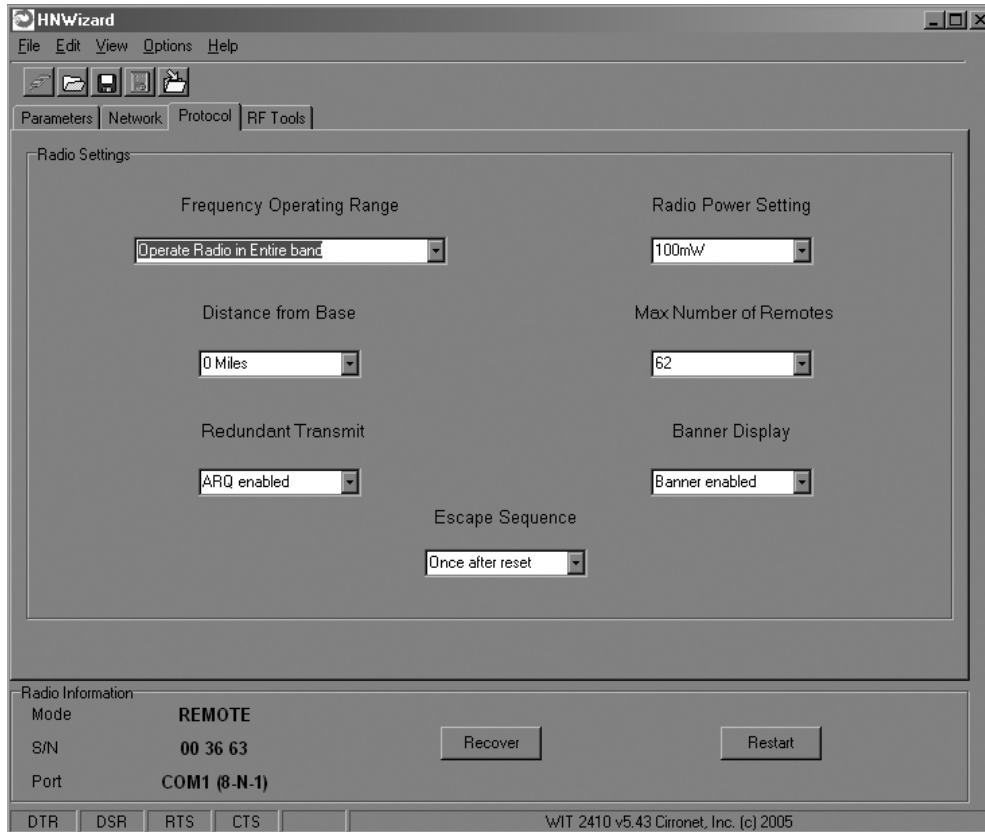 HNWizard
File Edit View Options Help
Parameters Network Protocol RF Tools
Radio Settings
Frequency Operating Range
Radio Power Setting
Operate Radio in Entire band
100mW
Distance from Base
Max Number of Remotes
0 Miles
62
Redundant Transmit
Banner Display
ARQ enabled
Banner enabled
Escape Sequence
Once after reset
Radio Information
Mode REMOTE
S/N 00 36 63
Recover
Restart
Port COM1 (8-N-1)
DTR DSR RTS CTS
WIT 2410 v5.43 Cirronet, Inc. (c) 2005